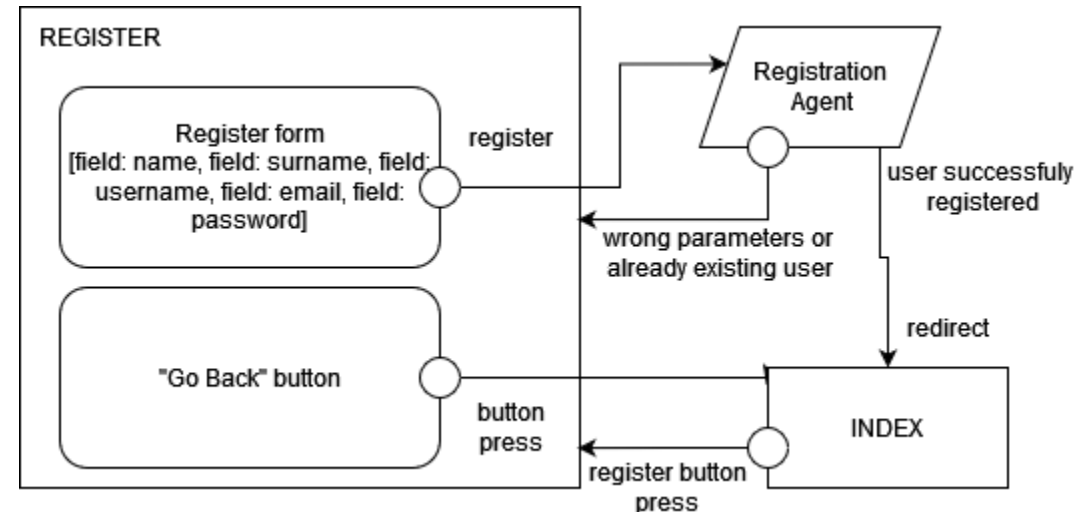 REGISTER
Register form
[field: name, field: surname, field:
username, field: email, field:
password]
register
Registration
Agent
user successfuly
registered
wrong parameters or
already existing user
redirect
"Go Back" button
button
press
INDEX
register button
press